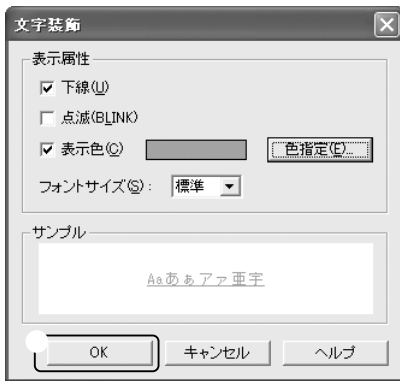 文字装飾
表示属性
下線(U)
点滅(BLINK)
表示色(C) 色指定(E)...
フォントサイズ(S): 標準
サンプル
Aaあぁアァ亜宇
OK キャンセル ヘルプ